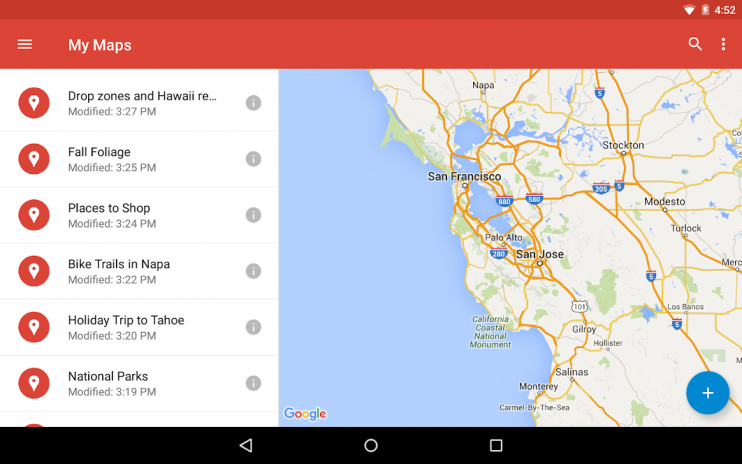 4:52
My Maps
Drop zones and Hawaii re...
Modified: 3:27 PM
Fall Foliage
Modified: 3:25 PM
Places to Shop
Modified: 3:24 PM
Bike Trails in Napa
Modified: 3:22 PM
Holiday Trip to Tahoe
Modified: 3:20 PM
National Parks
Modified: 3:19 PM
Napa
5
Stockton
San Francisco
205
5
880
580
Modesto
Palo Alto
Turlock
280
San Jose
Merc
5
101
Los Banos
California
Coastal
National
Monument
Gilroy
5
Hollister
Salinas
Monterey
Carmel-By-The-Sea
Google